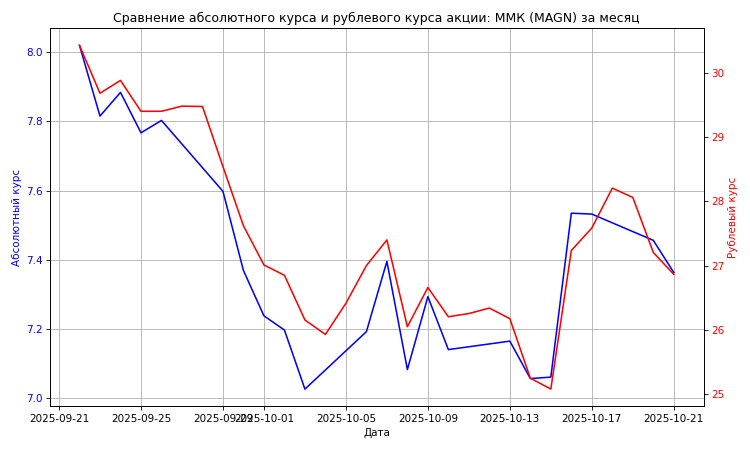 Сравнение абсолютного курса и рублевого курса акции: ММК (MAGN) за месяц
8.0
7.8
7.6
7.4
7.2
7.0
Абсолютный курс
30
29
28
27
26
25
Рублевый курс
2025-09-21 2025-09-25 2025-09-29 2025-10-01 2025-10-05 2025-10-09 2025-10-13 2025-10-17 2025-10-21
Дата